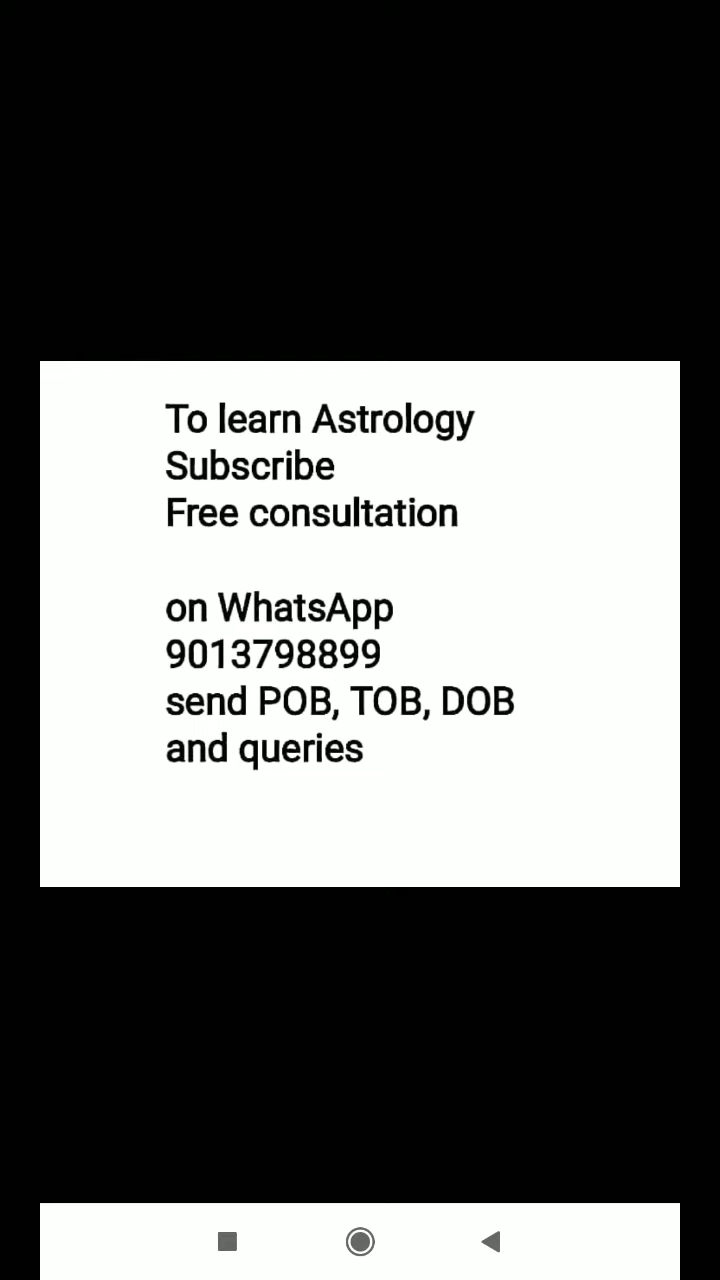 To learn Astrology
Subscribe
Free consultation
on WhatsApp
9013798899
send POB, TOB, DOB
and queries